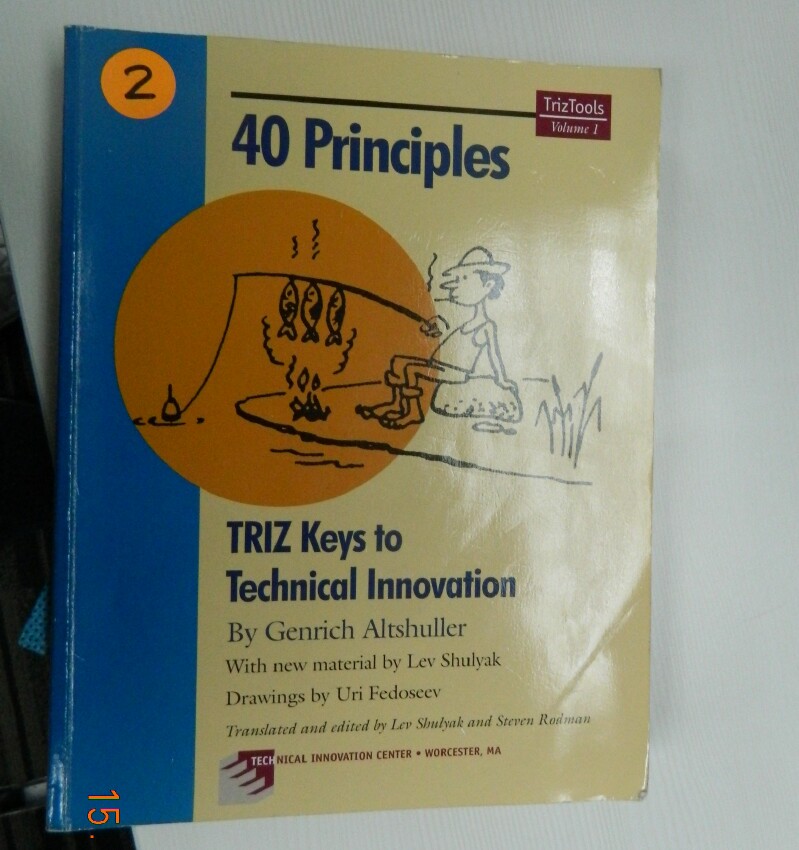 2
TrizTools
Volume 1
40 Principles
TRIZ Keys to
Technical Innovation
By Genrich Altshuller
With new material by Lev Shulyak
Drawings by Uri Fedoseev
Translated and edited by Lev Shulyak and Steven Rodman
TECHNICAL INNOVATION CENTER • WORCESTER, MA
15.